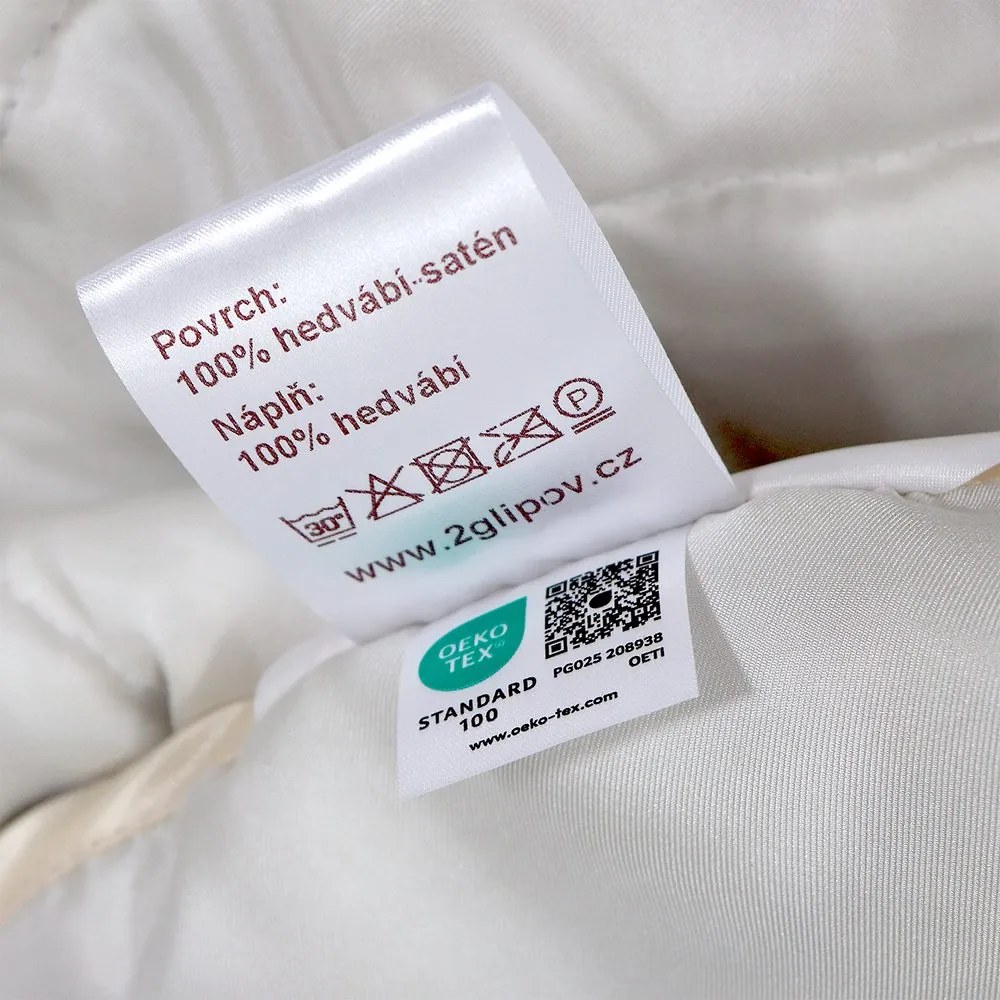 Povrch:
100% hedvábí-satén
Náplň:
100% hedvábí
30°
P
www.2glipov.cz
OEKO
TEX®
STANDARD
100
PG025 208938
OETI
www.oeko-tex.com